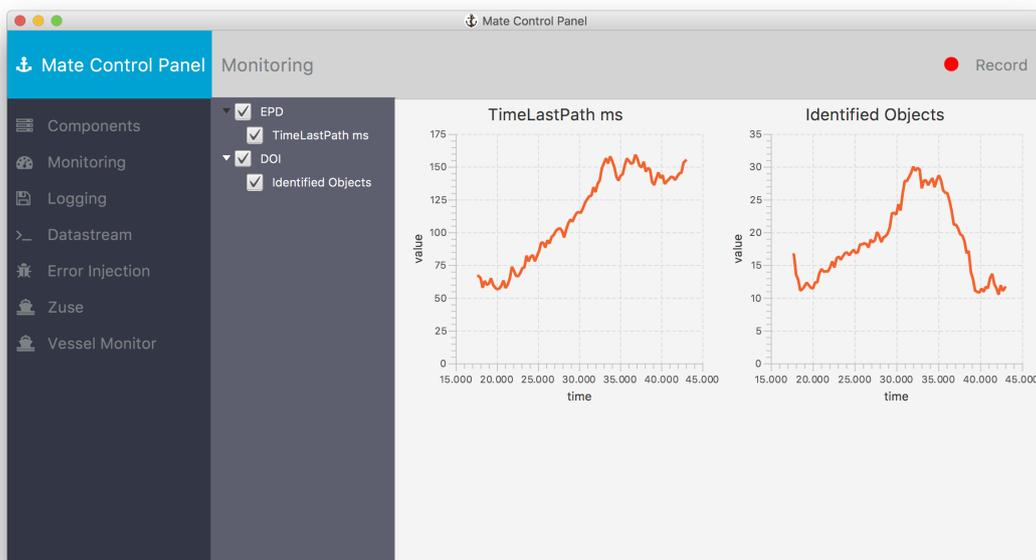 Mate Control Panel
Mate Control Panel
Monitoring
Record
Components
Monitoring
Logging
Datastream
Error Injection
Zuse
Vessel Monitor
EPD
TimeLastPath ms
DOI
Identified Objects
TimeLastPath ms
value
175
150
125
100
75
50
25
0
15.000 20.000 25.000 30.000 35.000 40.000 45.000
time
Identified Objects
value
35
30
25
20
15
10
5
0
15.000 20.000 25.000 30.000 35.000 40.000 45.000
time